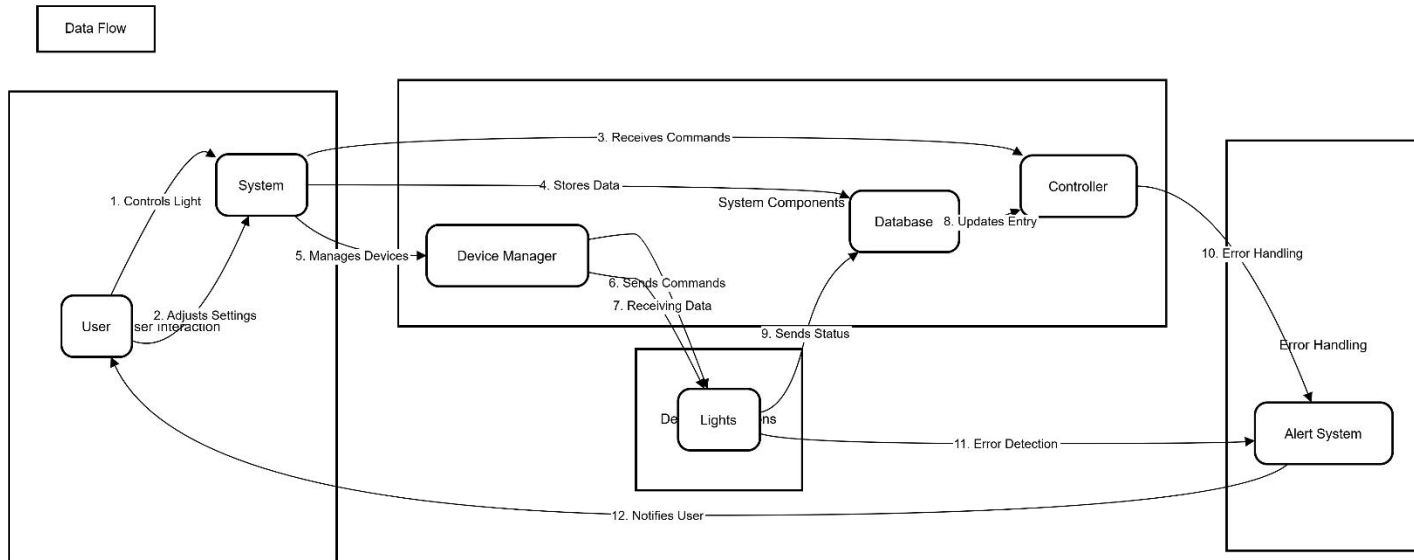 Data Flow
3. Receives Commands
System
Controller
4. Stores Data
1. Controls Light
System Components
Database
8. Updates Entry
5. Manages Devices
Device Manager
10. Error Handling
6. Sends Commands
7. Receiving Data
2. Adjusts Settings
User
Interaction
9. Sends Status
Error Handling
Lights
Alert System
11. Error Detection
12. Notifies User